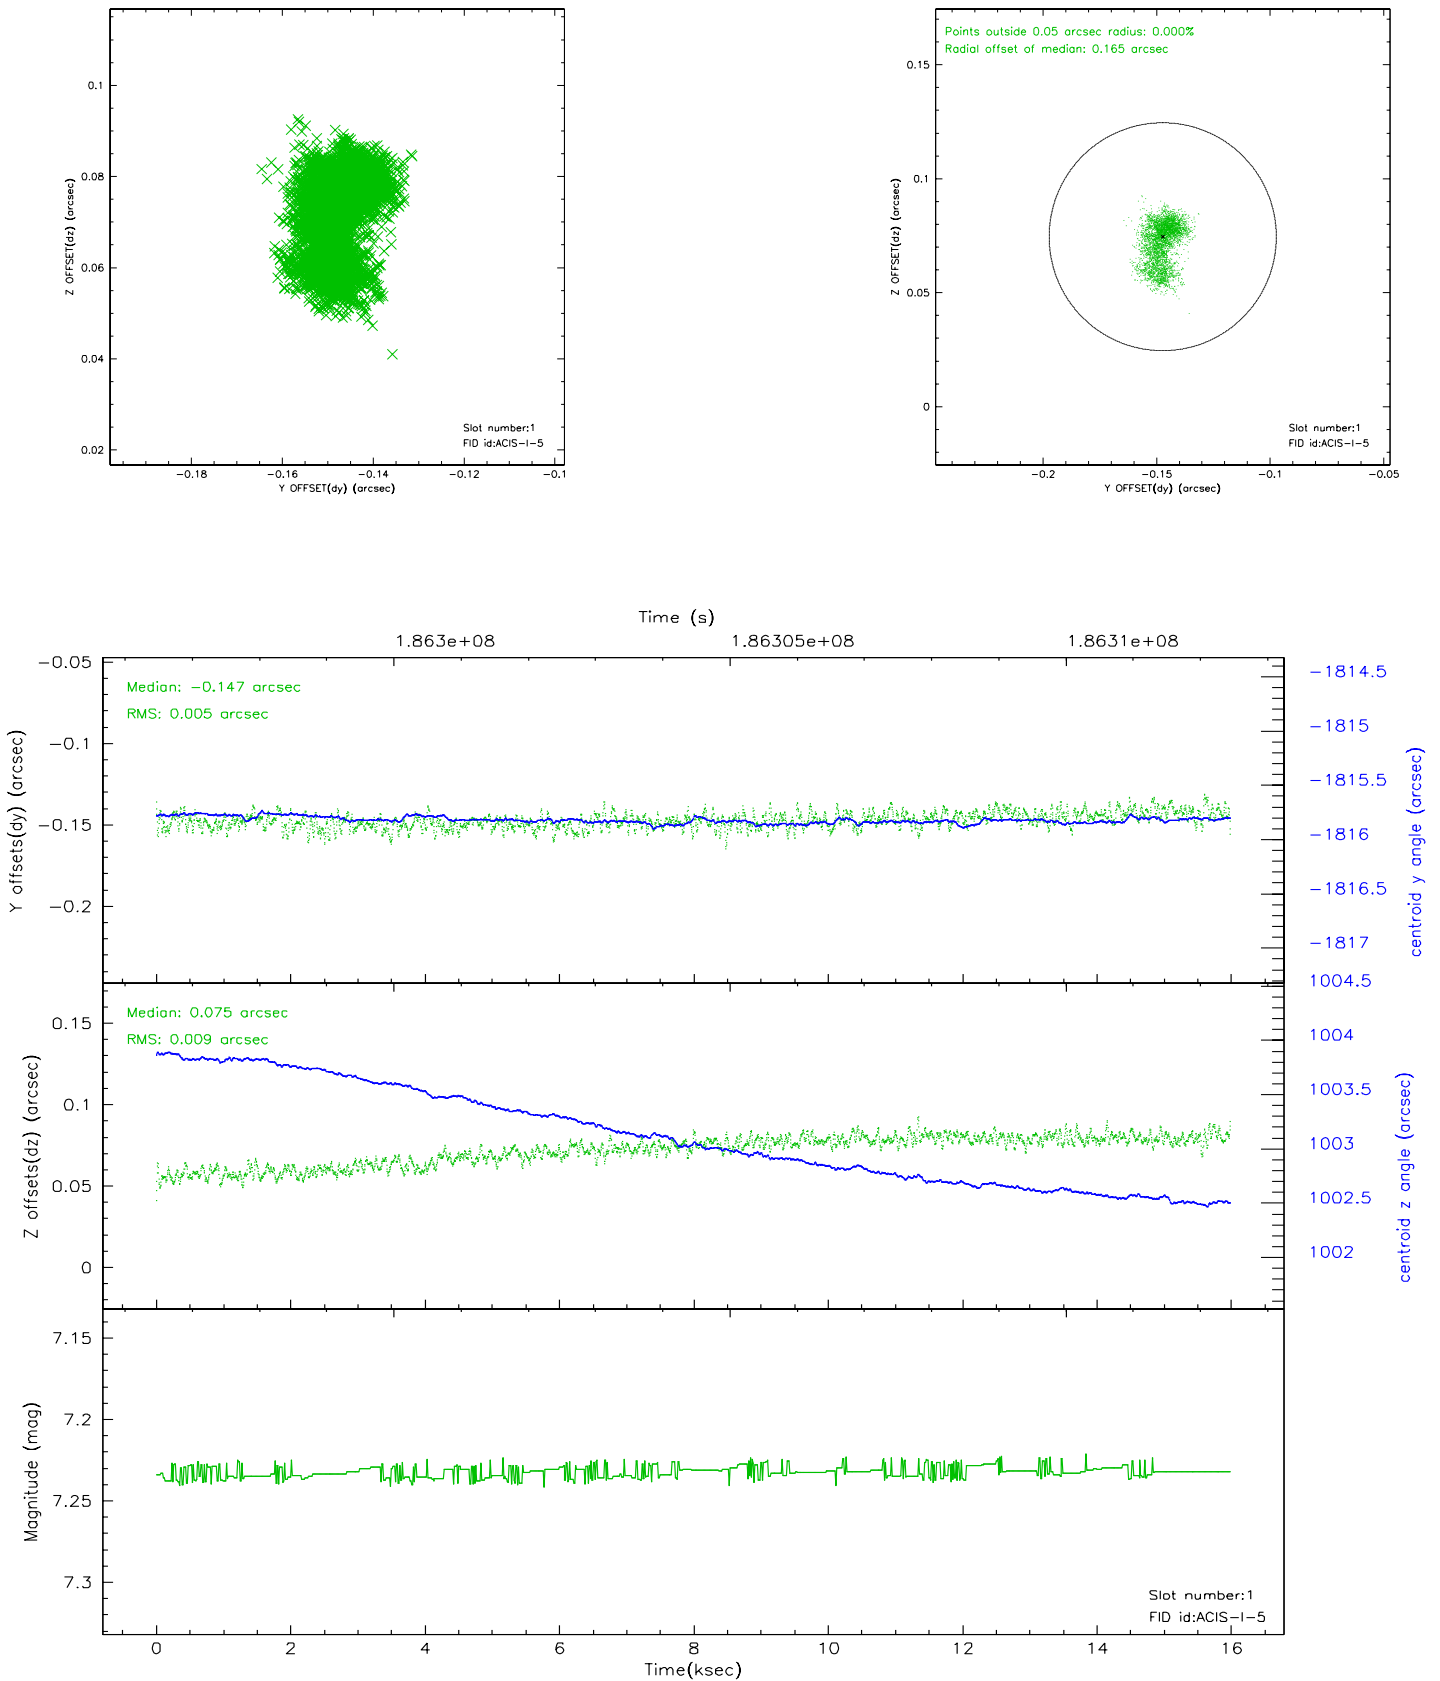 0.1
0.08
0.06
0.04
0.02
Z OFFSET(dz) (arcsec)
Slot number:1
FID id:ACIS-I-5
-0.18
-0.16
-0.14
-0.12
-0.1
Y OFFSET(dy) (arcsec)
Points outside 0.05 arcsec radius: 0.000%
Radial offset of median: 0.165 arcsec
0.15
0.1
0.05
0
Z OFFSET(dz) (arcsec)
Slot number:1
FID id:ACIS-I-5
-0.2
-0.15
-0.1
-0.05
Y OFFSET(dy) (arcsec)
Time (s)
1.863e+08
1.86305e+08
1.8631e+08
Median: -0.147 arcsec
RMS: 0.005 arcsec
-0.05
-0.1
-0.15
-0.2
Y offsets(dy) (arcsec)
-1814.5
-1815
-1815.5
-1816
-1816.5
-1817
centroid y angle (arcsec)
Median: 0.075 arcsec
RMS: 0.009 arcsec
0.15
0.1
0.05
0
Z offsets(dz) (arcsec)
1004.5
1004
1003.5
1003
1002.5
1002
centroid z angle (arcsec)
7.15
7.2
7.25
7.3
Magnitude (mag)
Slot number:1
FID id:ACIS-I-5
0
2
4
6
8
10
12
14
16
Time(ksec)